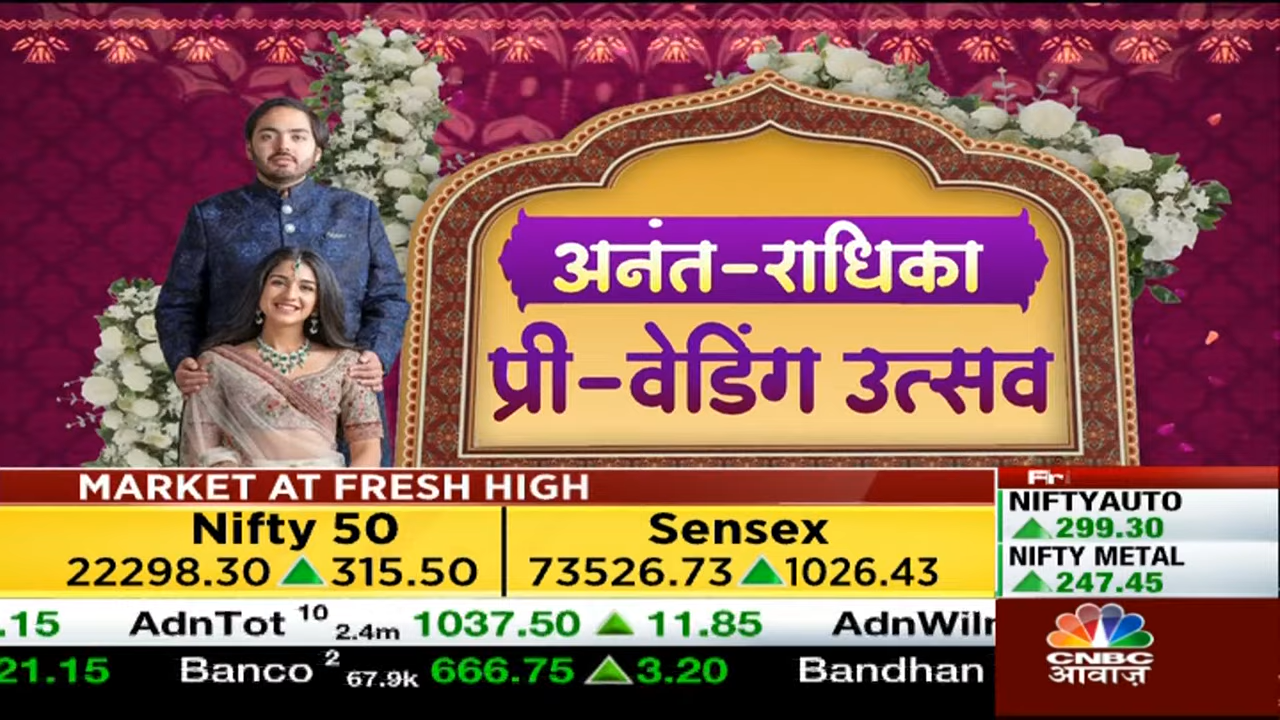 अनंत-राधिका
प्री-वेडिंग उत्सव
MARKET AT FRESH HIGH
Nifty 50
22298.30 ▲ 315.50
Sensex
73526.73 ▲ 1026.43
NIFTYAUTO
▲ 299.30
NIFTY METAL
▲ 247.45
.15 AdnTot 10 2.4m 1037.50 ▲ 11.85
21.15 Banco 2 67.9k 666.75 ▲ 3.20 Bandhan
CNBC
आवाज़